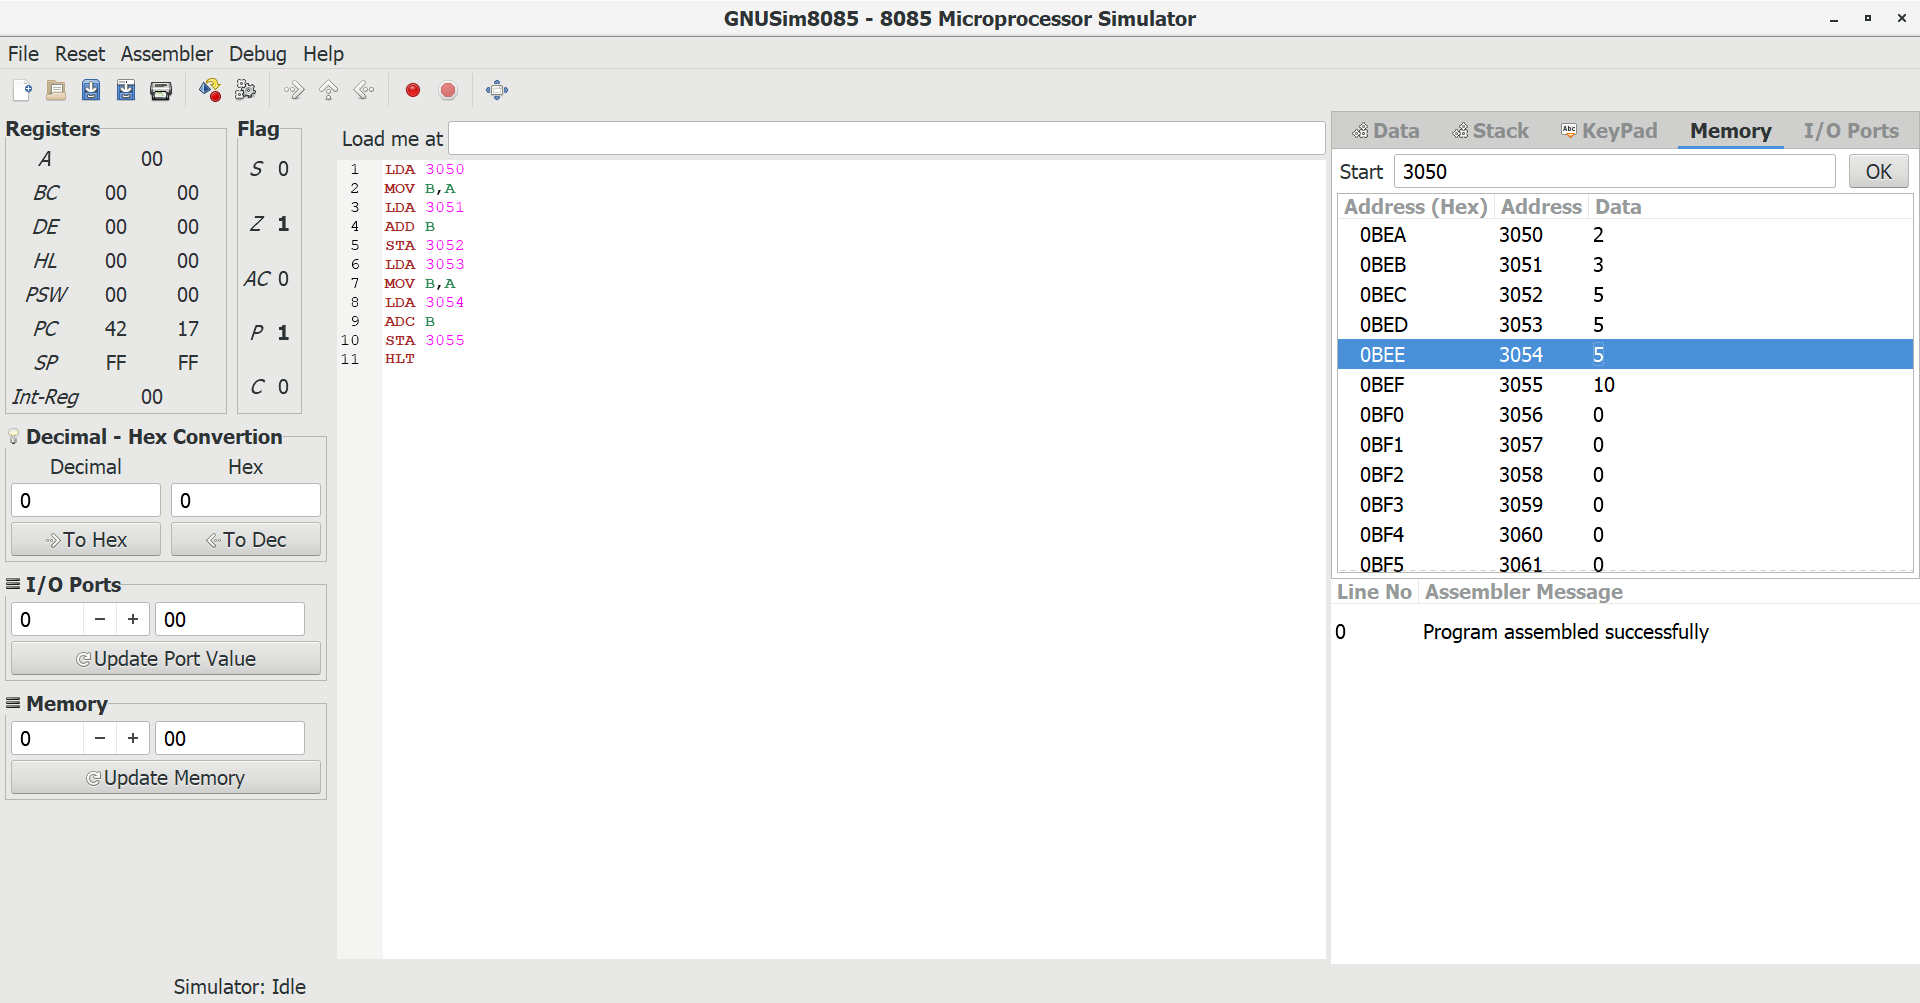 GNUSim8085 - 8085 Microprocessor Simulator
File Reset Assembler Debug Help
Registers
A 00
BC 00 00
DE 00 00
HL 00 00
PSW 00 00
PC 42 17
SP FF FF
Int-Reg 00
Flag
S 0
Z 1
AC 0
P 1
C 0
Decimal - Hex Convertion
Decimal Hex
0 0
To Hex To Dec
I/O Ports
0 − + 00
Update Port Value
Memory
0 − + 00
Update Memory
Simulator: Idle
Load me at
1 LDA 3050
2 MOV B,A
3 LDA 3051
4 ADD B
5 STA 3052
6 LDA 3053
7 MOV B,A
8 LDA 3054
9 ADC B
10 STA 3055
11 HLT
Data Stack Abc KeyPad Memory I/O Ports
Start 3050 OK
Address (Hex) Address Data
0BEA 3050 2
0BEB 3051 3
0BEC 3052 5
0BED 3053 5
0BEE 3054 5
0BEF 3055 10
0BF0 3056 0
0BF1 3057 0
0BF2 3058 0
0BF3 3059 0
0BF4 3060 0
0BF5 3061 0
Line No Assembler Message
0 Program assembled successfully